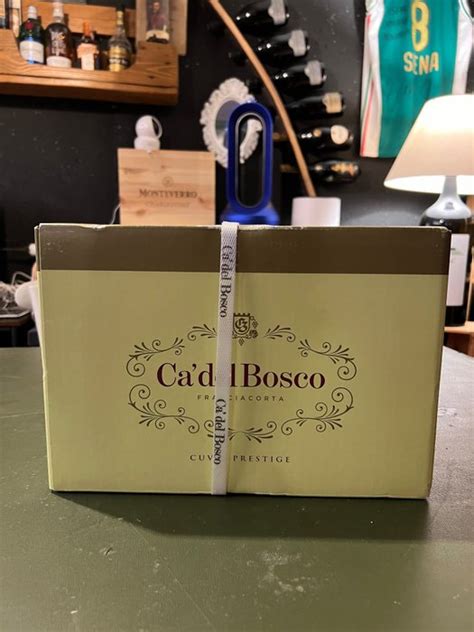 8
SENA
MONTEVERRO
Ca'del Bosco
Ca'del Bosco
FRANCIACORTA
Ca'del Bosco
CUVÉE PRESTIGE